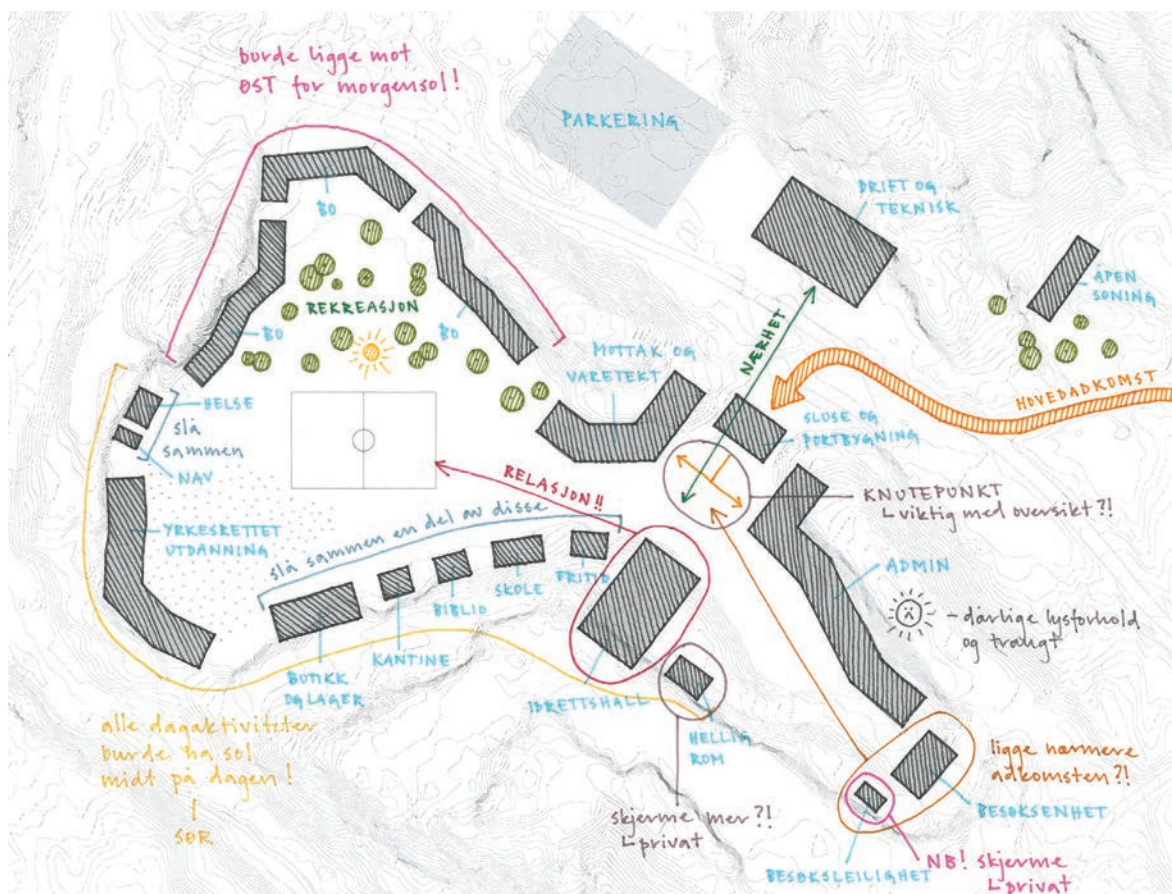 burde ligge mot
ØST for morgensol!
PARKERING
DRIFT OG
TEKNISK
BO
ÅPEN
SONING
REKREASJON
BO
BO
NÆRHET
MOTTAK OG
VARETEKT
HOVEDADKOMST
HELSE
slå
sammen
NAV
SLUSE OG
PORTBYGNING
RELASJON!!
KNUTEPUNKT
viktig med oversikt?!
YRKESRETTET
UTDANNING
slå sammen en del av disse
FRITID
SKOLE
BIBLIO
KANTINE
BUTIKK
OG LAGER
ADMIN
- dårlige lysforhold
og trangt
IDRETTSHALL
HELLIG
ROM
alle dagaktiviteter
burde ha sol
midt på dagen!
SØR
ligge nærmere
adkomsten?!
BESØKSENHET
skjerme mer?!
privat
BESØKSLEILIGHET
NB! skjerme
privat